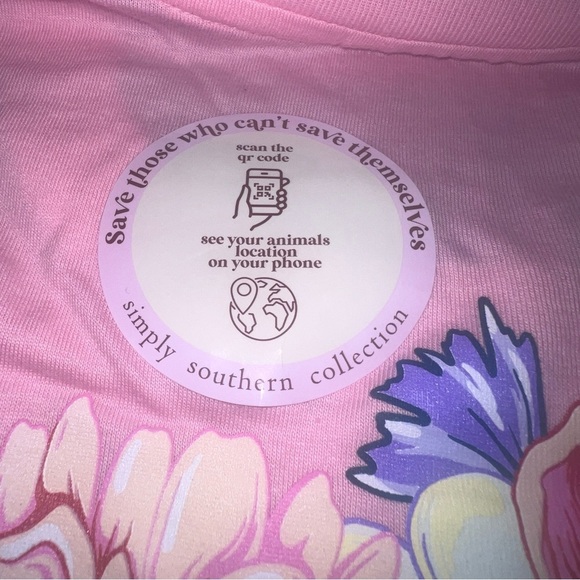 Save those who can't save themselves
scan the
qr code
see your animals
location
on your phone
simply southern collection